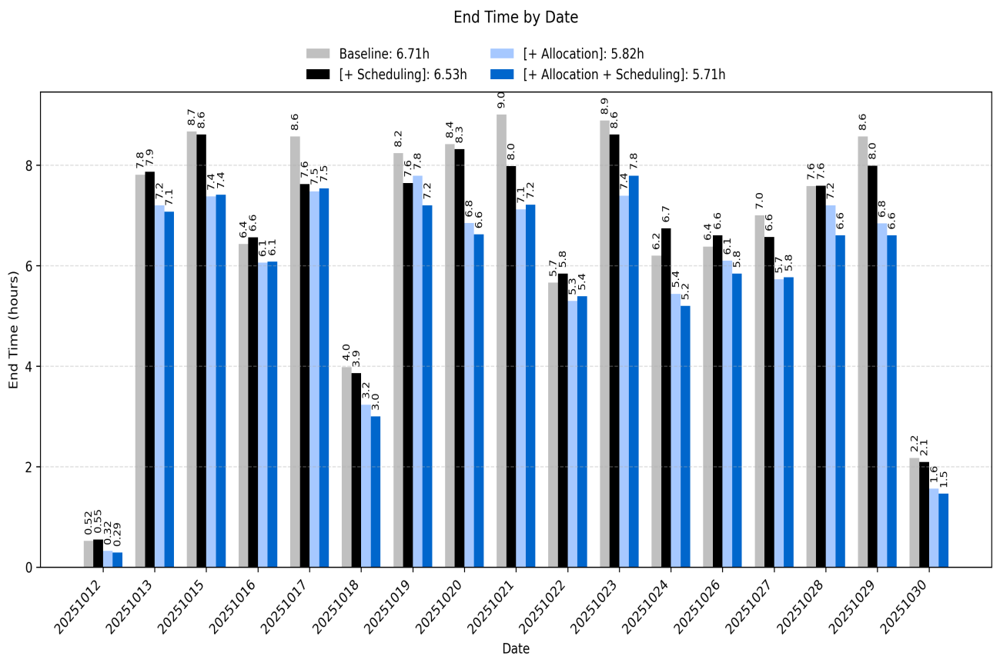 End Time by Date
Baseline: 6.71h
[+ Scheduling]: 6.53h
[+ Allocation]: 5.82h
[+ Allocation + Scheduling]: 5.71h
End Time (hours)
8
6
4
2
0
0.52 0.55 0.32 0.29
7.8 7.9 7.2 7.1
8.7 8.6 7.4 7.4
6.4 6.6 6.1 6.1
8.6 7.6 7.5 7.5
4.0 3.9 3.2 3.0
8.2 7.6 7.8 7.2
8.4 8.3 6.8 6.6
9.0 8.0 7.1 7.2
5.7 5.8 5.3 5.4
8.9 8.6 7.4 7.8
6.2 6.7 5.4 5.2
6.4 6.6 6.1 5.8
7.0 6.6 5.7 5.8
7.6 7.6 7.2 6.6
8.6 8.0 6.8 6.6
2.2 2.1 1.6 1.5
20251012
20251013
20251015
20251016
20251017
20251018
20251019
20251020
20251021
20251022
20251023
20251024
20251026
20251027
20251028
20251029
20251030
Date